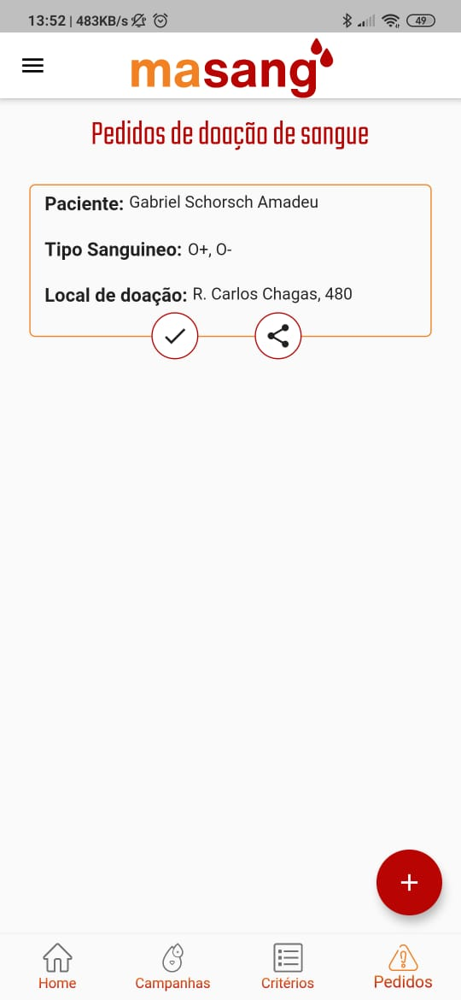 13:52 | 483KB/s 49
masang
Pedidos de doação de sangue
Paciente: Gabriel Schorsch Amadeu
Tipo Sanguineo: O+, O-
Local de doação: R. Carlos Chagas, 480
+
Home Campanhas Critérios Pedidos